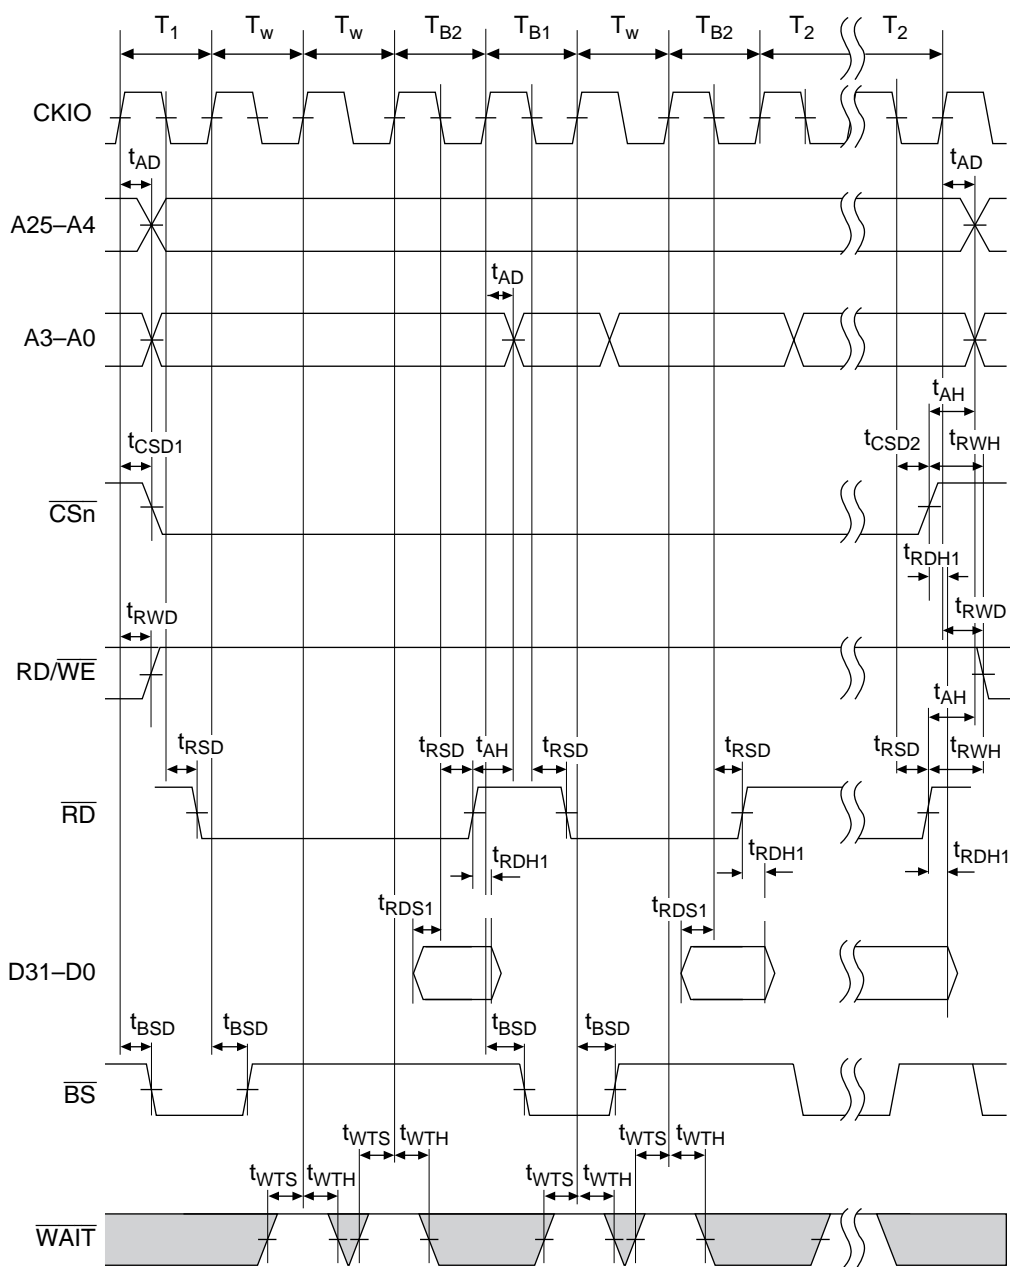 T1 Tw Tw TB2 TB1 Tw TB2 T2 T2
CKIO
tAD tAD
A25–A4
tAD
A3–A0
tAH
tCSD1 tCSD2 tRWH
CSn
tRDH1
tRWD tRWD
RD/WE
tAH
tRSD tRSD tAH tRSD tRSD tRSD tRWH
RD
tRDH1 tRDH1 tRDH1
tRDS1 tRDS1
D31–D0
tBSD tBSD tBSD tBSD
BS
tWTS tWTH tWTS tWTH
tWTS tWTH tWTS tWTH
WAIT